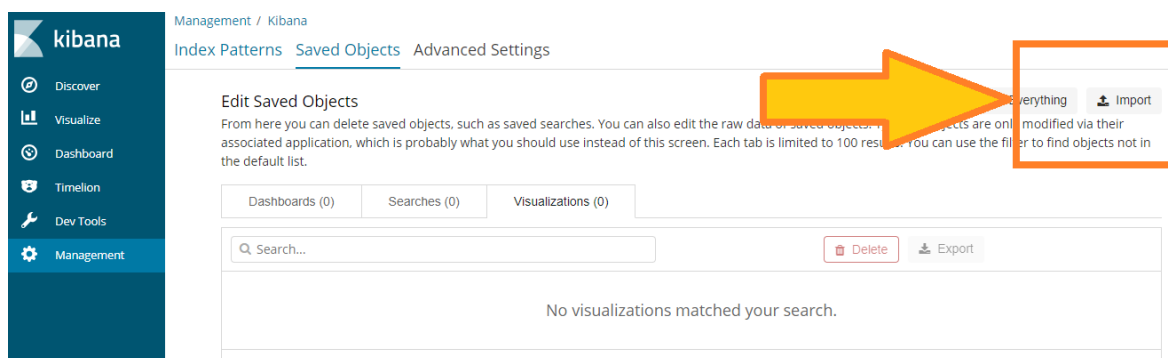 Management / Kibana
kibana
Index Patterns Saved Objects Advanced Settings
Discover
Visualize
Dashboard
Timelion
Dev Tools
Management
Edit Saved Objects
Everything Import
From here you can delete saved objects, such as saved searches. You can also edit the raw data of saved objects. objects are only modified via their
associated application, which is probably what you should use instead of this screen. Each tab is limited to 100 results. You can use the filter to find objects not in
the default list.
Dashboards (0) Searches (0) Visualizations (0)
Search... Delete Export
No visualizations matched your search.